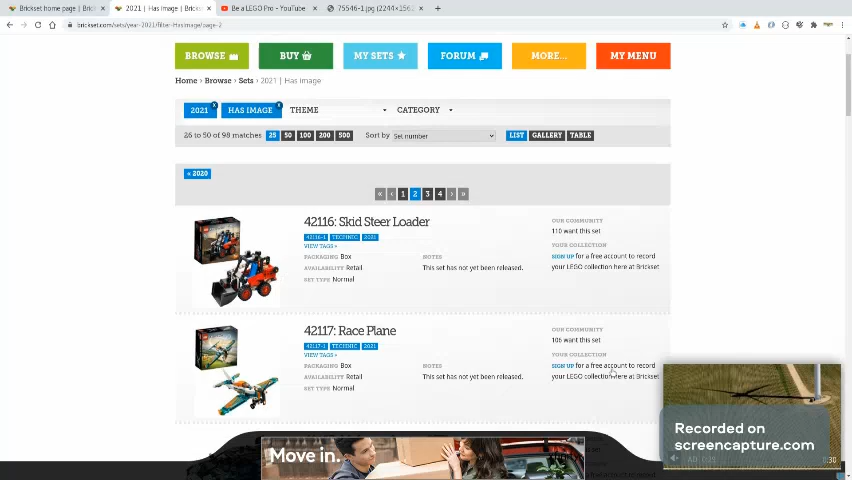 Brickset home page | Bric
2021 | Has image | Bricks
Be a LEGO Pro - YouTube
75546-1.jpg (2244×1562
brickset.com/sets/year-2021/filter-HasImage/page-2
BROWSE BUY MY SETS FORUM MORE... MY MENU
Home › Browse › Sets › 2021 | Has image
2021 x HAS IMAGE x THEME CATEGORY
26 to 50 of 98 matches 25 50 100 200 500 Sort by Set number LIST GALLERY TABLE
« 2020
« ‹ 1 2 3 4 › »
42116: Skid Steer Loader
42116-1 TECHNIC 2021
VIEW TAGS »
PACKAGING Box
AVAILABILITY Retail
SET TYPE Normal
NOTES
This set has not yet been released.
OUR COMMUNITY
110 want this set
YOUR COLLECTION
SIGN UP for a free account to record
your LEGO collection here at Brickset
42117: Race Plane
42117-1 TECHNIC 2021
VIEW TAGS »
PACKAGING Box
AVAILABILITY Retail
SET TYPE Normal
NOTES
This set has not yet been released.
OUR COMMUNITY
106 want this set
YOUR COLLECTION
SIGN UP for a free account to record
your LEGO collection here at Brickset
Move in.
Recorded on
screencapture.com